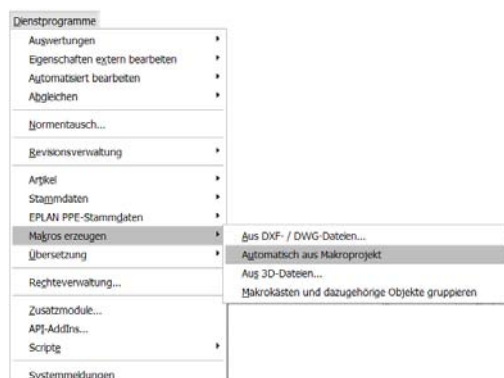 Dienstprogramme
Auswertungen
Eigenschaften extern bearbeiten
Automatisiert bearbeiten
Abgleichen
Normentausch...
Revisionsverwaltung
Artikel
Stammdaten
EPLAN PPE-Stammdaten
Makros erzeugen
Übersetzung
Rechteverwaltung...
Zusatzmodule...
API-AddIns...
Scripte
Systemmeldungen
Aus DXF- / DWG-Dateien...
Automatisch aus Makroprojekt
Aus 3D-Dateien...
Makrokästen und dazugehörige Objekte gruppieren